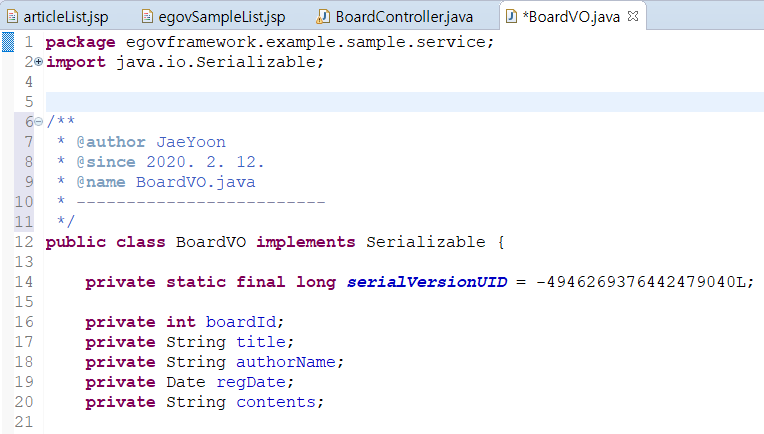 articleList.jsp egovSampleList.jsp BoardController.java *BoardVO.java
1 package egovframework.example.sample.service;
2 import java.io.Serializable;
4
5
6 /**
7  * @author JaeYoon
8  * @since 2020. 2. 12.
9  * @name BoardVO.java
10  * -------------------------
11  */
12 public class BoardVO implements Serializable {
13
14     private static final long serialVersionUID = -4946269376442479040L;
15
16     private int boardId;
17     private String title;
18     private String authorName;
19     private Date regDate;
20     private String contents;
21